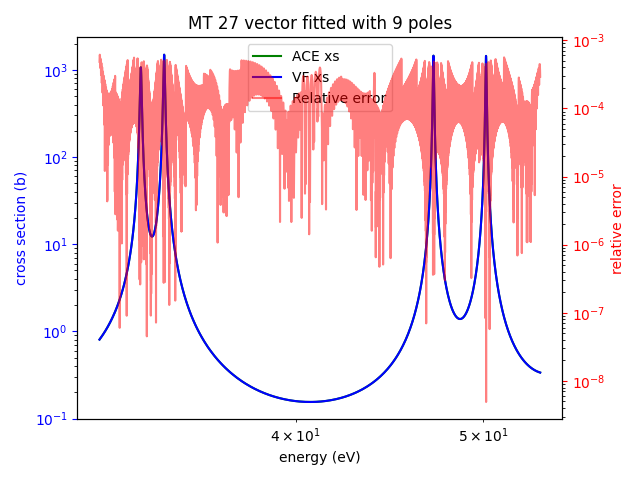 MT 27 vector fitted with 9 poles
ACE xs
VF xs
Relative error
cross section (b)
10³
10²
10¹
10⁰
10⁻¹
relative error
10⁻³
10⁻⁴
10⁻⁵
10⁻⁶
10⁻⁷
10⁻⁸
4 × 10¹
5 × 10¹
energy (eV)